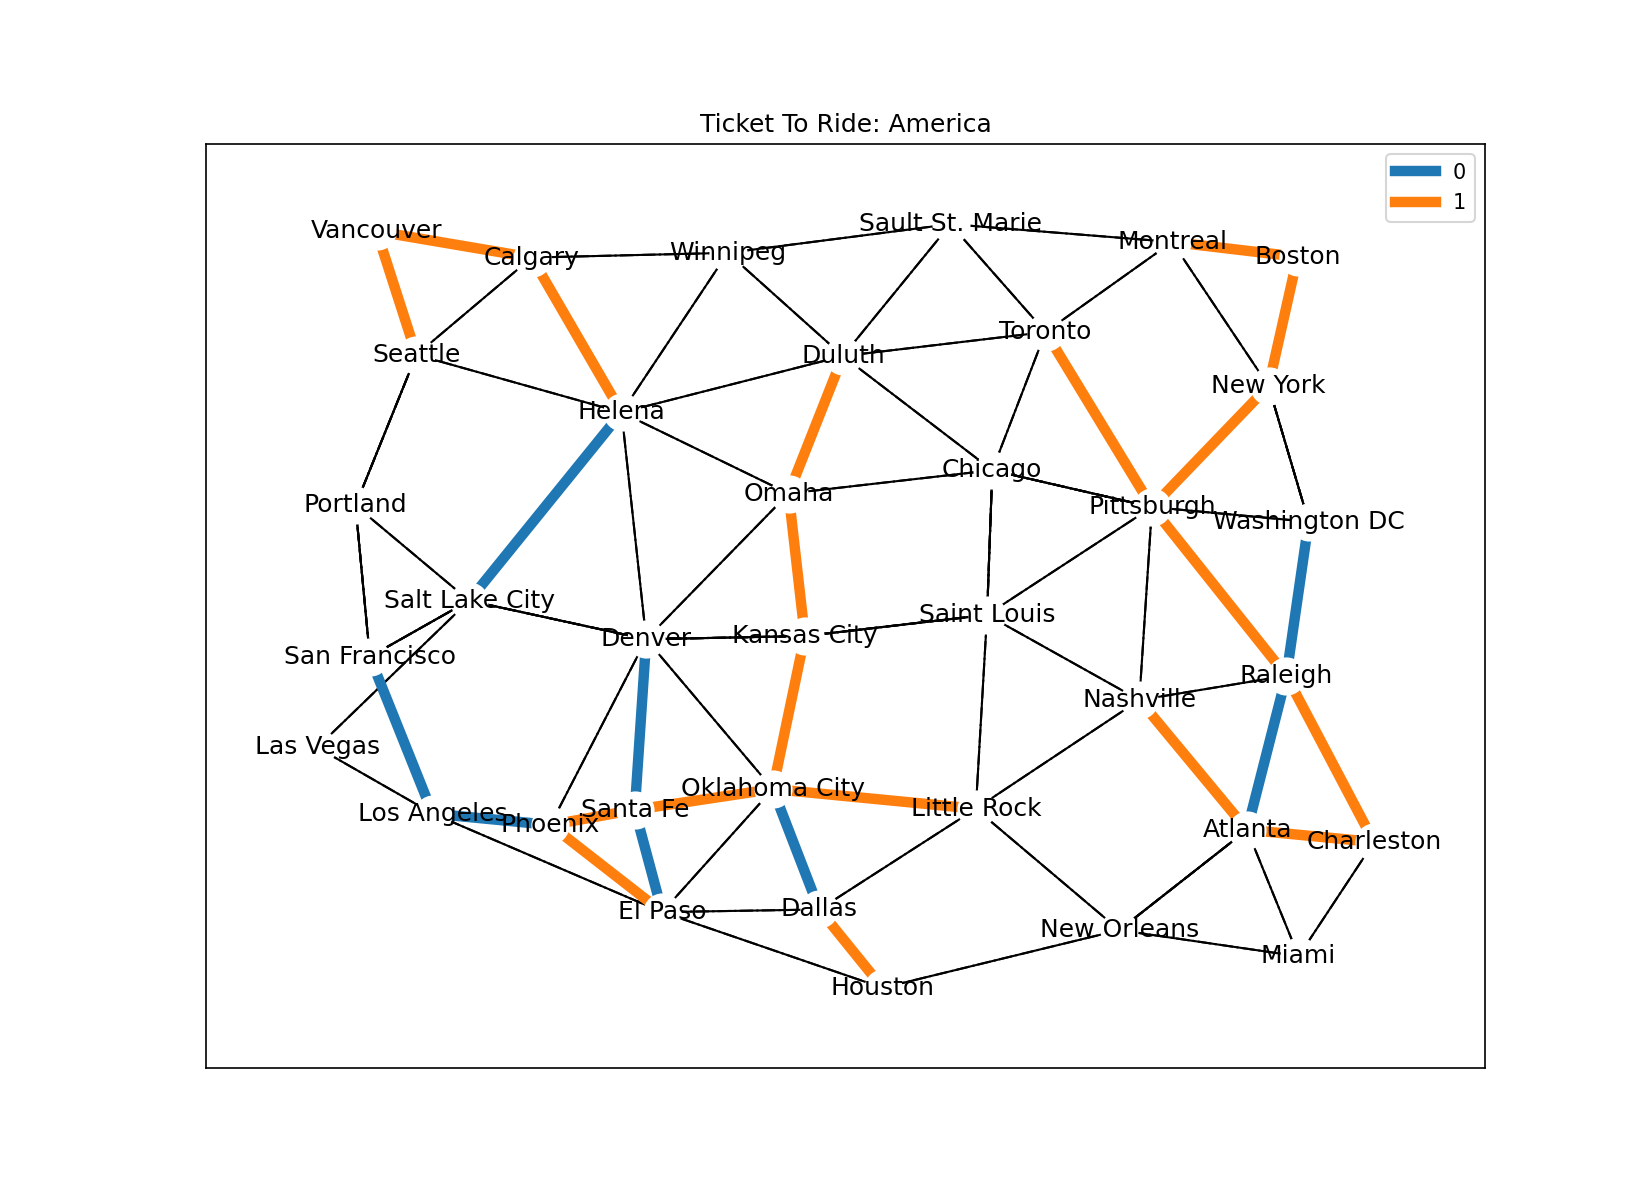 Ticket To Ride: America
0
1
Vancouver
Calgary
Winnipeg
Sault St. Marie
Montreal
Boston
Seattle
Helena
Duluth
Toronto
New York
Portland
Omaha
Chicago
Pittsburgh
Washington DC
Salt Lake City
San Francisco
Denver
Kansas City
Saint Louis
Raleigh
Nashville
Las Vegas
Los Angeles
Phoenix
Santa Fe
Oklahoma City
Little Rock
Atlanta
Charleston
El Paso
Dallas
New Orleans
Miami
Houston